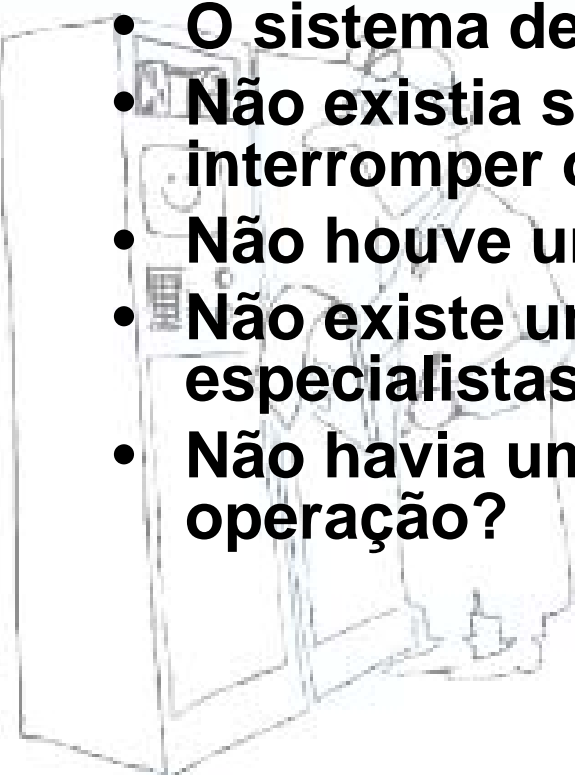 • O sistema de
• Não existia s
interromper
• Não houve
• Não existe
especialistas
• Não havia
operação?